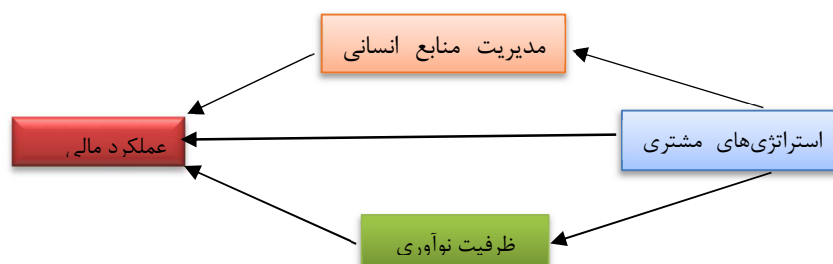 مدیریت منابع انسانی
استراتژی‌های مشتری
عملکرد مالی
ظرفیت نوآوری